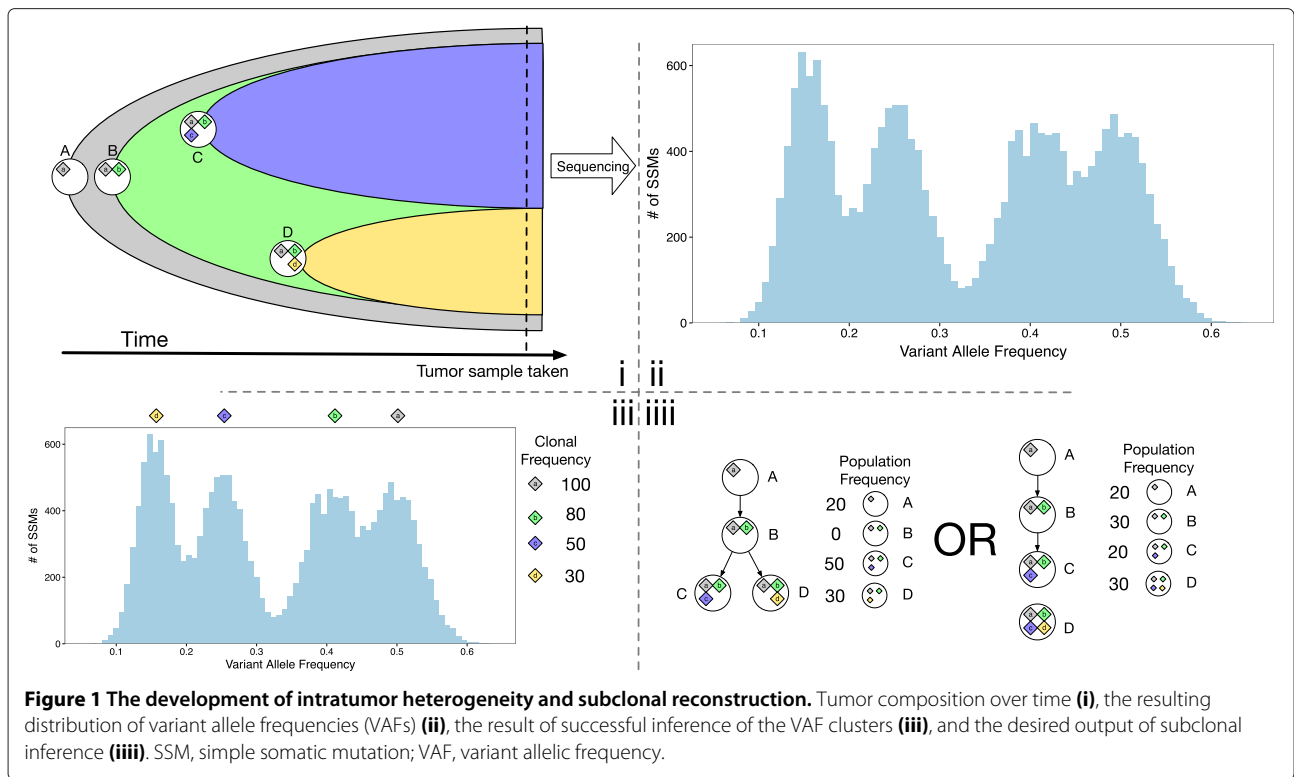 A
a
B
a b
a b
c
C
D
a b
d
Time
Tumor sample taken
Sequencing
i
ii
iii
iiii
# of SSMs
600
400
200
0
0.1 0.2 0.3 0.4 0.5 0.6
Variant Allele Frequency
d c b a
# of SSMs
600
400
200
0
0.1 0.2 0.3 0.4 0.5 0.6
Variant Allele Frequency
Clonal
Frequency
a 100
b 80
c 50
d 30
a A
a b B
C a b c
a b d D
Population
Frequency
20 A
0 B
50 C
30 D
OR
a A
a b B
a b c C
a b c d D
Population
Frequency
20 A
30 B
20 C
30 D
Figure 1 The development of intratumor heterogeneity and subclonal reconstruction. Tumor composition over time (i), the resulting
distribution of variant allele frequencies (VAFs) (ii), the result of successful inference of the VAF clusters (iii), and the desired output of subclonal
inference (iiii). SSM, simple somatic mutation; VAF, variant allelic frequency.